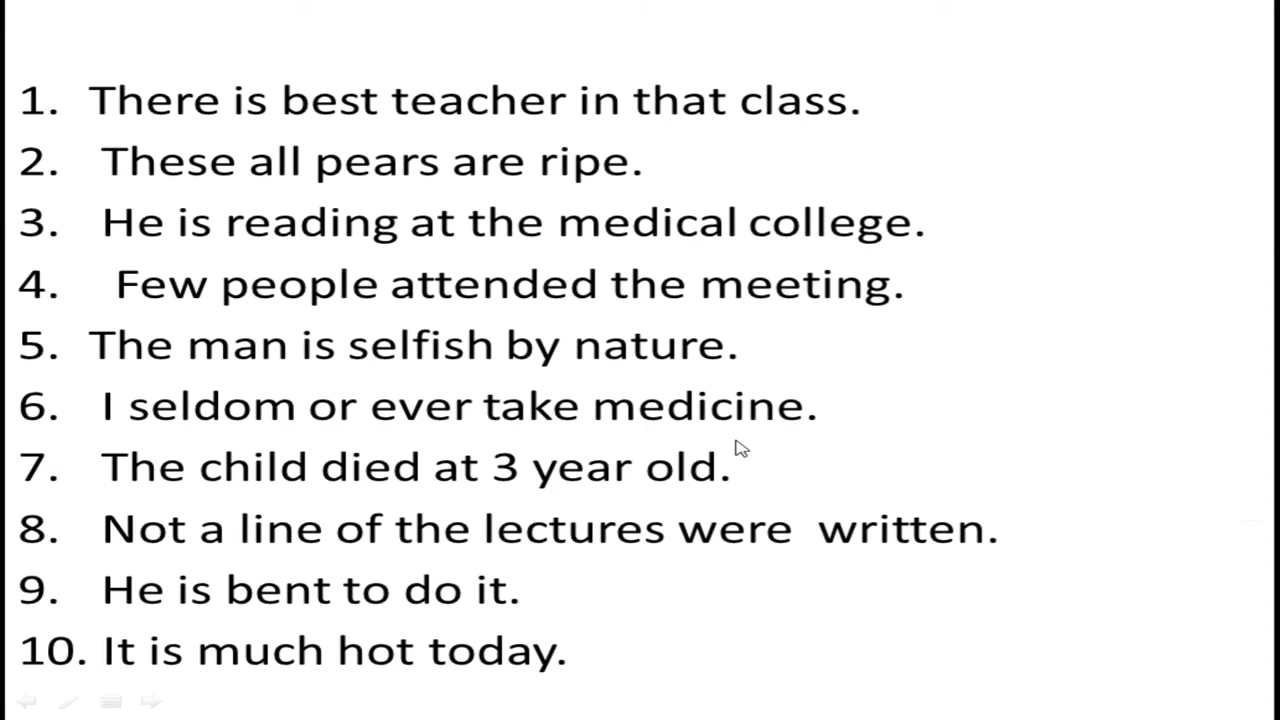 1. There is best teacher in that class.
2. These all pears are ripe.
3. He is reading at the medical college.
4. Few people attended the meeting.
5. The man is selfish by nature.
6. I seldom or ever take medicine.
7. The child died at 3 year old.
8. Not a line of the lectures were written.
9. He is bent to do it.
10. It is much hot today.